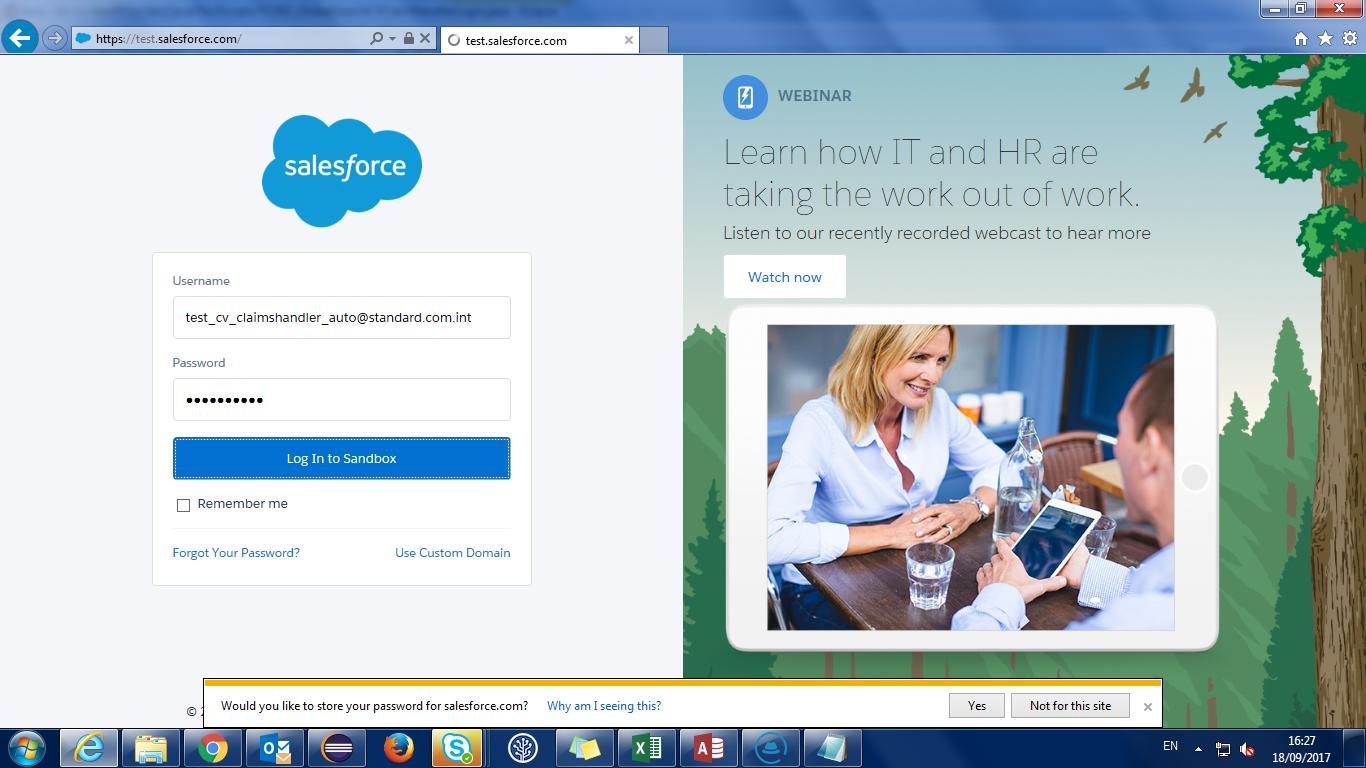 https://test.salesforce.com/
test.salesforce.com
salesforce
Username
test_cv_claimshandler_auto@standard.com.int
Password
Log In to Sandbox
Remember me
Forgot Your Password?
Use Custom Domain
WEBINAR
Learn how IT and HR are
taking the work out of work.
Listen to our recently recorded webcast to hear more
Watch now
©
Would you like to store your password for salesforce.com?
Why am I seeing this?
Yes
Not for this site
EN
16:27
18/09/2017